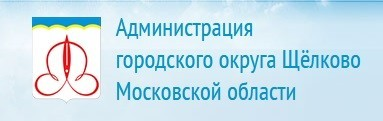 Администрация
городского округа Щёлково
Московской области